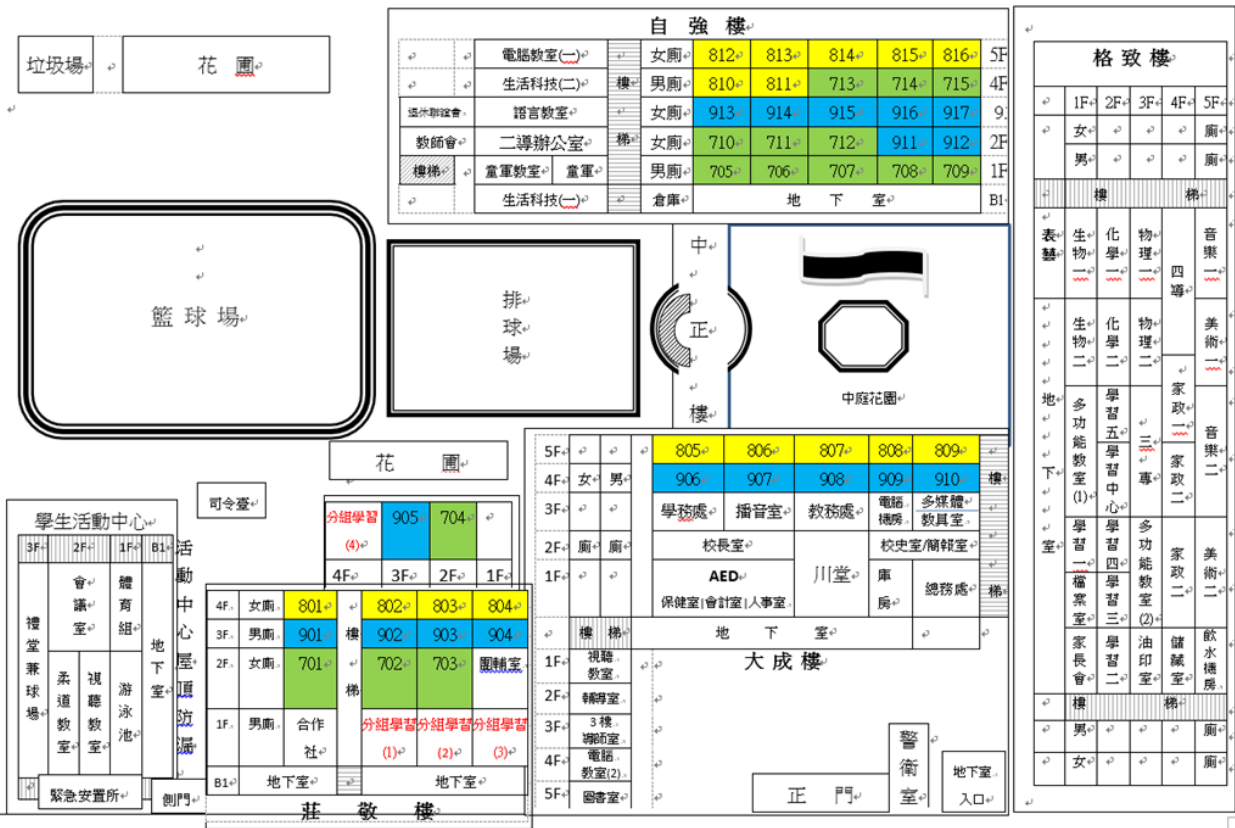 垃圾場
花 圃
自 強 樓
電腦教室(一) 女廁 812 813 814 815 816 5F
生活科技(二) 樓 男廁 810 811 713 714 715 4F
退休聯誼會 語言教室 女廁 913 914 915 916 917
教師會 二導辦公室 梯 女廁 710 711 712 911 912 2F
樓梯 童軍教室 童軍 男廁 705 706 707 708 709 1F
生活科技(一) 倉庫 地 下 室 B1
籃 球 場
排球場
中正樓
中庭花園
花 圃
司令臺
5F 805 806 807 808 809
4F 女 男 906 907 908 909 910 樓
3F 學務處 播音室 教務處 電腦機房 多媒體教具室
2F 廁 廁 校長室 校史室/簡報室
1F AED 保健室|會計室|人事室 川堂 庫房 總務處 梯
樓 梯 地 下 室
大 成 樓
1F 視聽教室
2F 輔導室
3F 3樓導師室
4F 電腦教室(2)
5F 圖書室
警衛室
正 門
地下室入口
學生活動中心
3F 2F 1F B1
會議室 體育組
禮堂兼球場
柔道教室 視聽教室 游泳池 地下室
緊急安置所
活動中心屋頂防漏
側門
分組學習(4) 905 704
4F 3F 2F 1F
4F 女廁 801 802 803 804
3F 男廁 901 樓 902 903 904
2F 女廁 701 梯 702 703 團輔室
1F 男廁 合作社 分組學習(1) 分組學習(2) 分組學習(3)
B1 地下室 地下室
莊 敬 樓
格 致 樓
1F 2F 3F 4F 5F
女 廁
男 廁
樓 梯
表藝 生物一 化學一 物理一 四導 音樂一
地下室 生物二 化學二 物理二 美術一
多功能教室(1) 學習五 三專 家政一 音樂二
學習中心 家政二
學習一 學習四 多功能教室(2) 家政二 美術二
檔案室 學習三
家長會 學習二 油印室 儲藏室 飲水機房
樓 梯
男 廁
女 廁